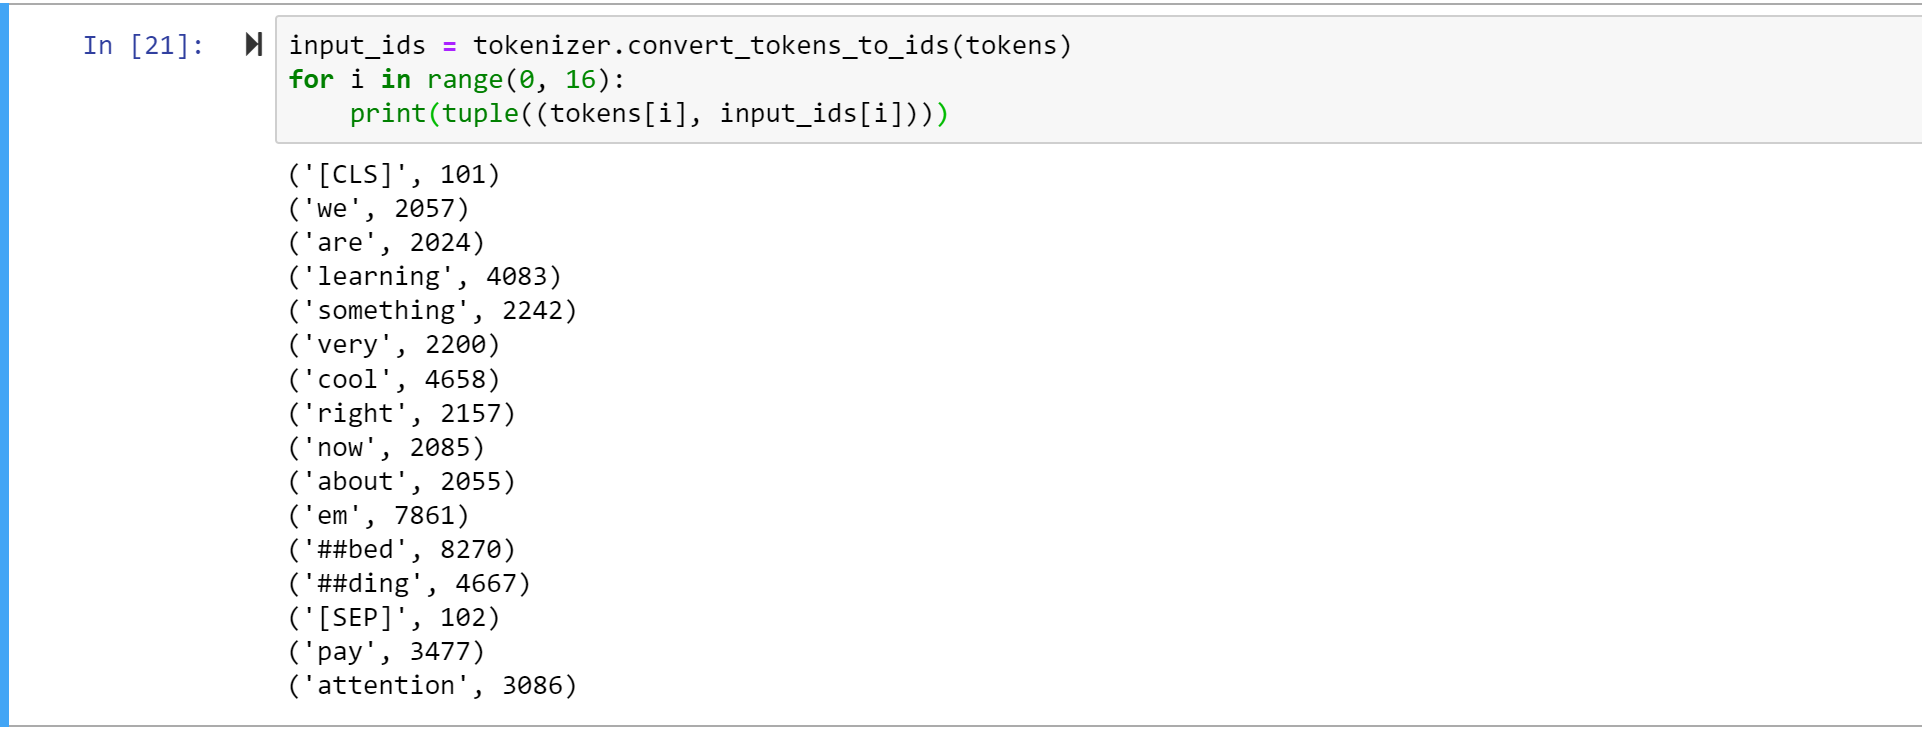 In [21]:
input_ids = tokenizer.convert_tokens_to_ids(tokens)
for i in range(0, 16):
    print(tuple((tokens[i], input_ids[i])))
('[CLS]', 101)
('we', 2057)
('are', 2024)
('learning', 4083)
('something', 2242)
('very', 2200)
('cool', 4658)
('right', 2157)
('now', 2085)
('about', 2055)
('em', 7861)
('##bed', 8270)
('##ding', 4667)
('[SEP]', 102)
('pay', 3477)
('attention', 3086)